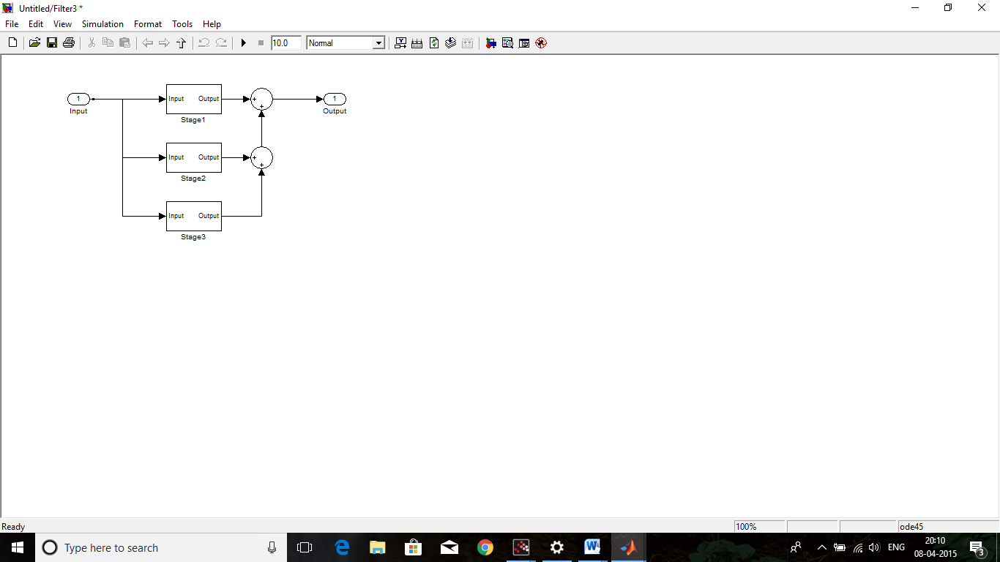 Untitled/Filter3 *
File Edit View Simulation Format Tools Help
10.0 Normal
1 Input Output + + 1
Input Stage1 Output
Input Output + +
Stage2
Input Output
Stage3
Ready 100% ode45
Type here to search
ENG
20:10
08-04-2015
3